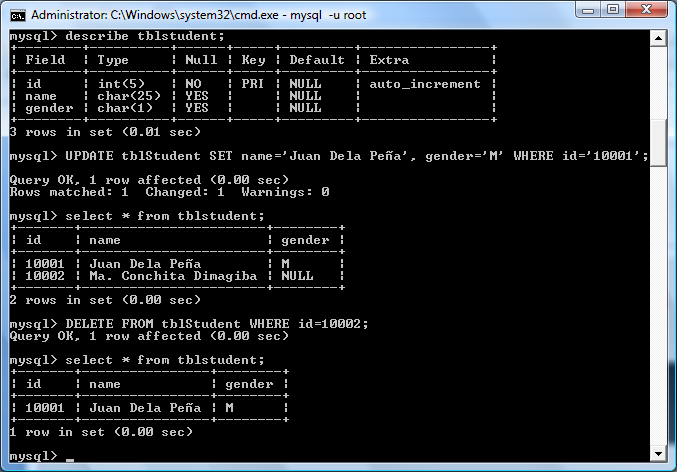 Administrator: C:\Windows\system32\cmd.exe - mysql -u root
mysql> describe tblstudent;
+--------+----------+------+-----+---------+----------------+
| Field  | Type     | Null | Key | Default | Extra          |
+--------+----------+------+-----+---------+----------------+
| id     | int(5)   | NO   | PRI | NULL    | auto_increment |
| name   | char(25) | YES  |     | NULL    |                |
| gender | char(1)  | YES  |     | NULL    |                |
+--------+----------+------+-----+---------+----------------+
3 rows in set (0.01 sec)
mysql> UPDATE tblStudent SET name='Juan Dela Peña', gender='M' WHERE id='10001';
Query OK, 1 row affected (0.00 sec)
Rows matched: 1  Changed: 1  Warnings: 0
mysql> select * from tblstudent;
+-------+-----------------------+--------+
| id    | name                  | gender |
+-------+-----------------------+--------+
| 10001 | Juan Dela Peña        | M      |
| 10002 | Ma. Conchita Dimagiba | NULL   |
+-------+-----------------------+--------+
2 rows in set (0.00 sec)
mysql> DELETE FROM tblStudent WHERE id=10002;
Query OK, 1 row affected (0.00 sec)
mysql> select * from tblstudent;
+-------+----------------+--------+
| id    | name           | gender |
+-------+----------------+--------+
| 10001 | Juan Dela Peña | M      |
+-------+----------------+--------+
1 row in set (0.00 sec)
mysql> _